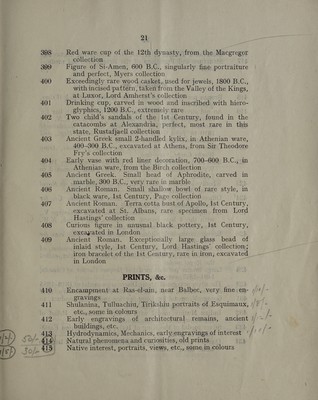 21
398 Red ware cup of the 12th dynasty, from the Macgregor
collection
399 Figure of Si-Amen, 600 B.C., singularly fine portraiture
and perfect, Myers collection
400 Exceedingly rare wood casket, used for jewels, 1800 B.C.,
with incised pattern, taken from the Valley of the Kings,
at Luxor, Lord Amherst's collection
401 Drinking cup, carved in wood and inscribed with hiero-
glyphics, 1200 B.C., extremely rare
402 Two child's sandals of the 1st Century, found in the
catacombs at Alexandria, perfect, most rare in this
state, Rustafjaell collection
403 Ancient Greek small 2-handled kylix, in Athenian ware,
400-300 B.C., excavated at Athens, from Sir Theodore
Fry's collection
404 Early vase with red liner decoration, 700-600 B.C., in
Athenian ware, from the Birch collection
405 Ancient Greek. Small head of Aphrodite, carved in
marble, 300 B.C., very rare in marble
406 Ancient Roman. Small shallow bowl of rare style, in
black ware, 1st Century, Page collection
407 Ancient Roman. Terra cotta bust of Apollo, 1st Century,
excavated at St. Albans, rare specimen from Lord
Hastings' collection
408 Curious figure in unusual black pottery, 1st Century,
excavated in London
409 Ancient Roman. Exceptionally large glass bead of
inlaid style, 1st Century, Lord Hastings' collection;
iron bracelet of the 1st Century, rare in iron, excavated
in London
PRINTS, &c.
410 Encampment at Ras-el-ain, near Balbec, very fine en-
gravings
411 Shulanina, Tulluachiu, Tirikshin portraits of Esquimaux,
etc., some in colours
412 Early engravings of architectural remains, ancient
buildings, etc.
413 Hydrodynamics, Mechanics, early engravings of interest
414 Natural phenomena and curiosities, old prints
415 Native interest, portraits, views, etc., some in colours